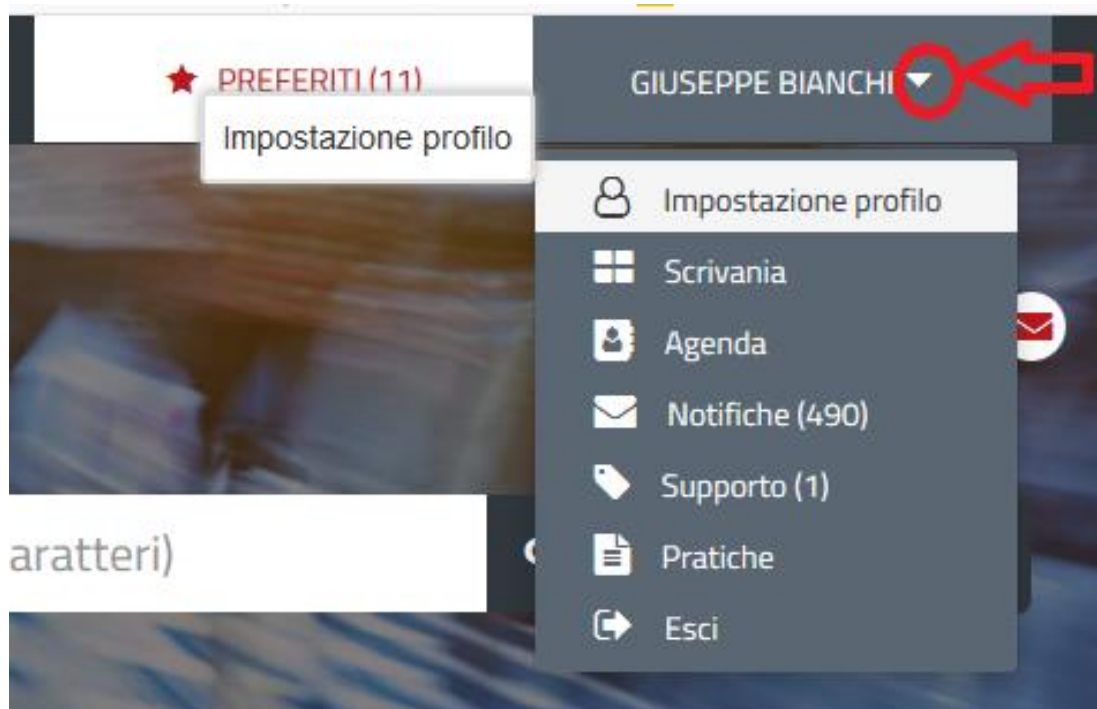 PREFERITI (11)
GIUSEPPE BIANCHI
Impostazione profilo
Impostazione profilo
Scrivania
Agenda
Notifiche (490)
Supporto (1)
Pratiche
Esci
aratteri)